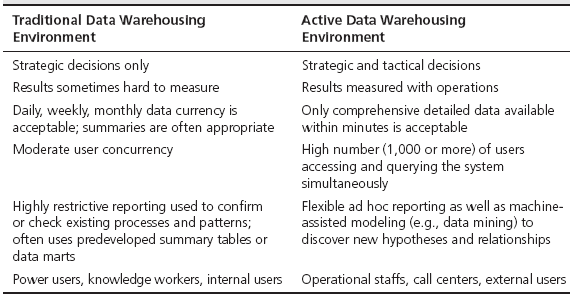 Traditional Data Warehousing Environment
Active Data Warehousing Environment
Strategic decisions only
Strategic and tactical decisions
Results sometimes hard to measure
Results measured with operations
Daily, weekly, monthly data currency is
acceptable; summaries are often appropriate
Only comprehensive detailed data available
within minutes is acceptable
Moderate user concurrency
High number (1,000 or more) of users
accessing and querying the system
simultaneously
Highly restrictive reporting used to confirm
or check existing processes and patterns;
often uses predeveloped summary tables or
data marts
Flexible ad hoc reporting as well as machine-
assisted modeling (e.g., data mining) to
discover new hypotheses and relationships
Power users, knowledge workers, internal users
Operational staffs, call centers, external users